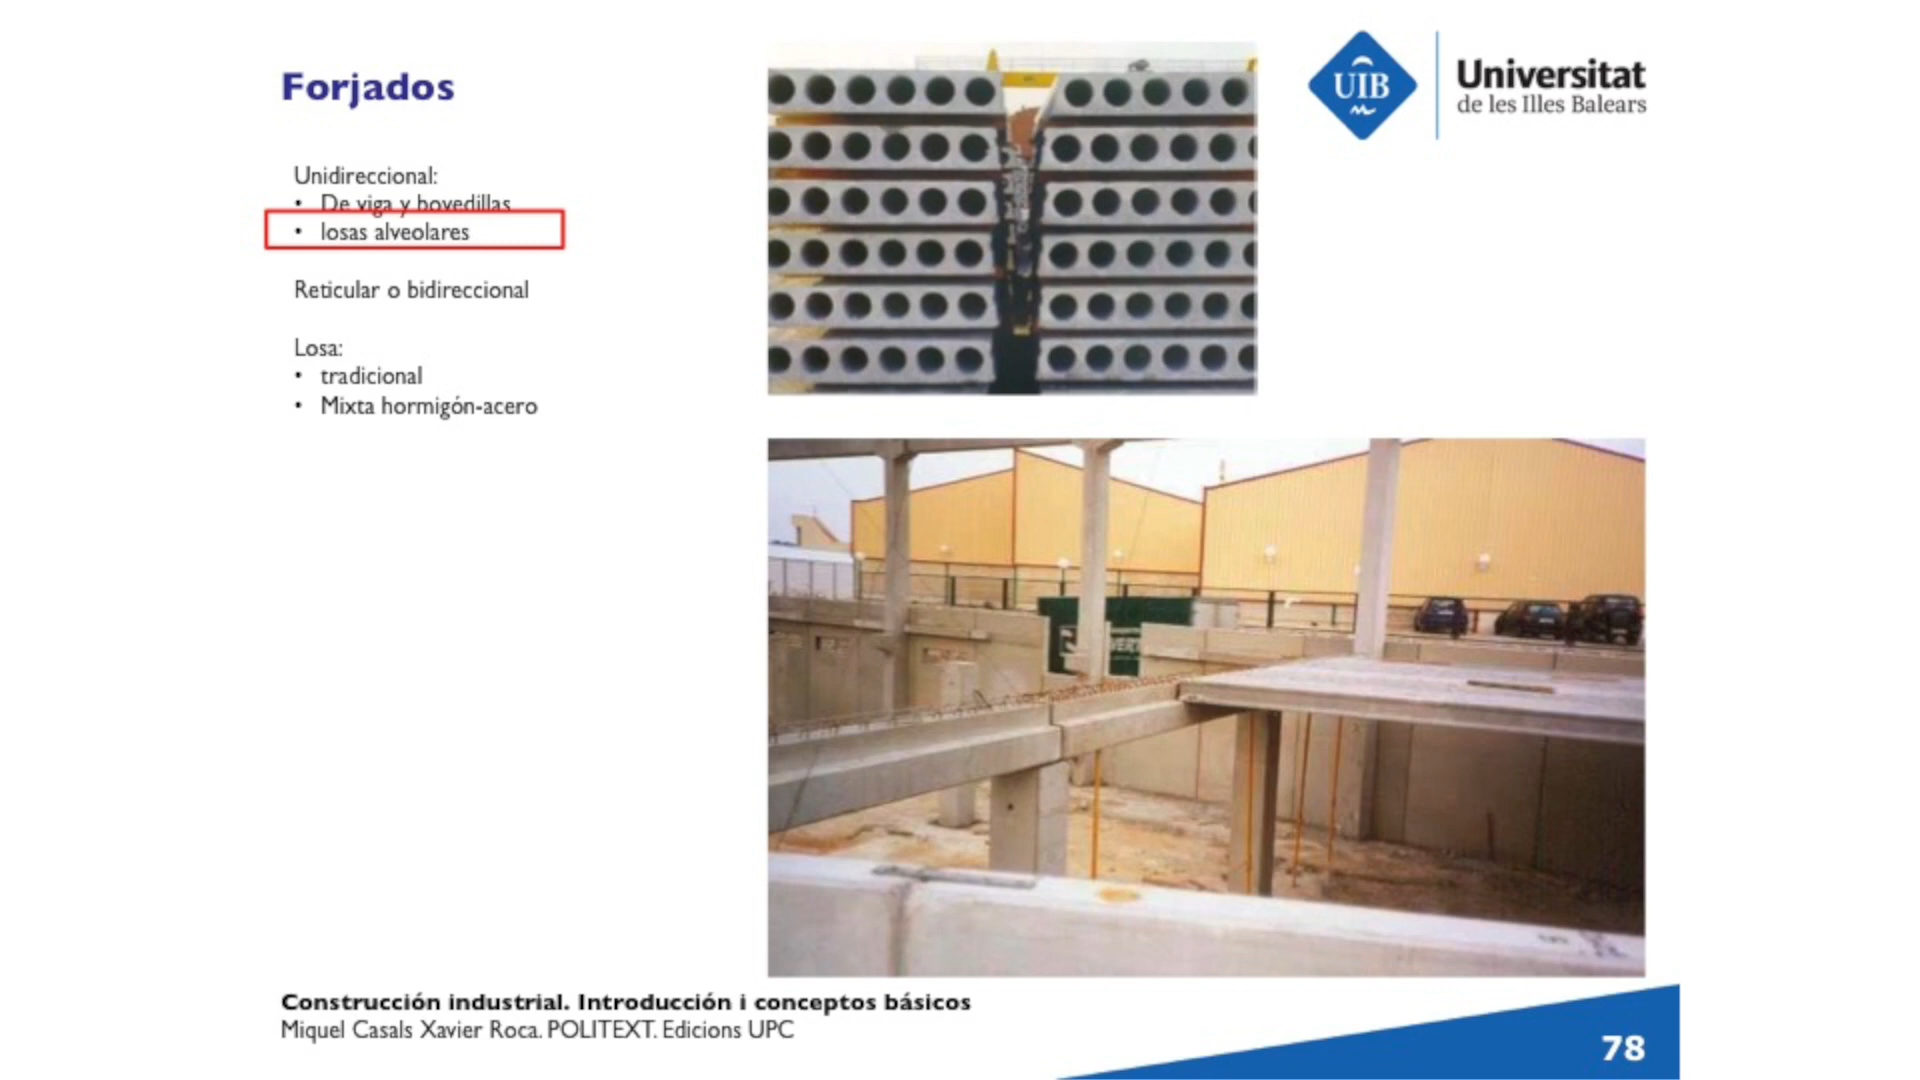 Forjados
UIB
Universitat
de les Illes Balears
Unidireccional:
• De viga y bovedillas
• losas alveolares
Reticular o bidireccional
Losa:
• tradicional
• Mixta hormigón-acero
Construcción industrial. Introducción i conceptos básicos
Miquel Casals Xavier Roca. POLITEXT. Edicions UPC
78